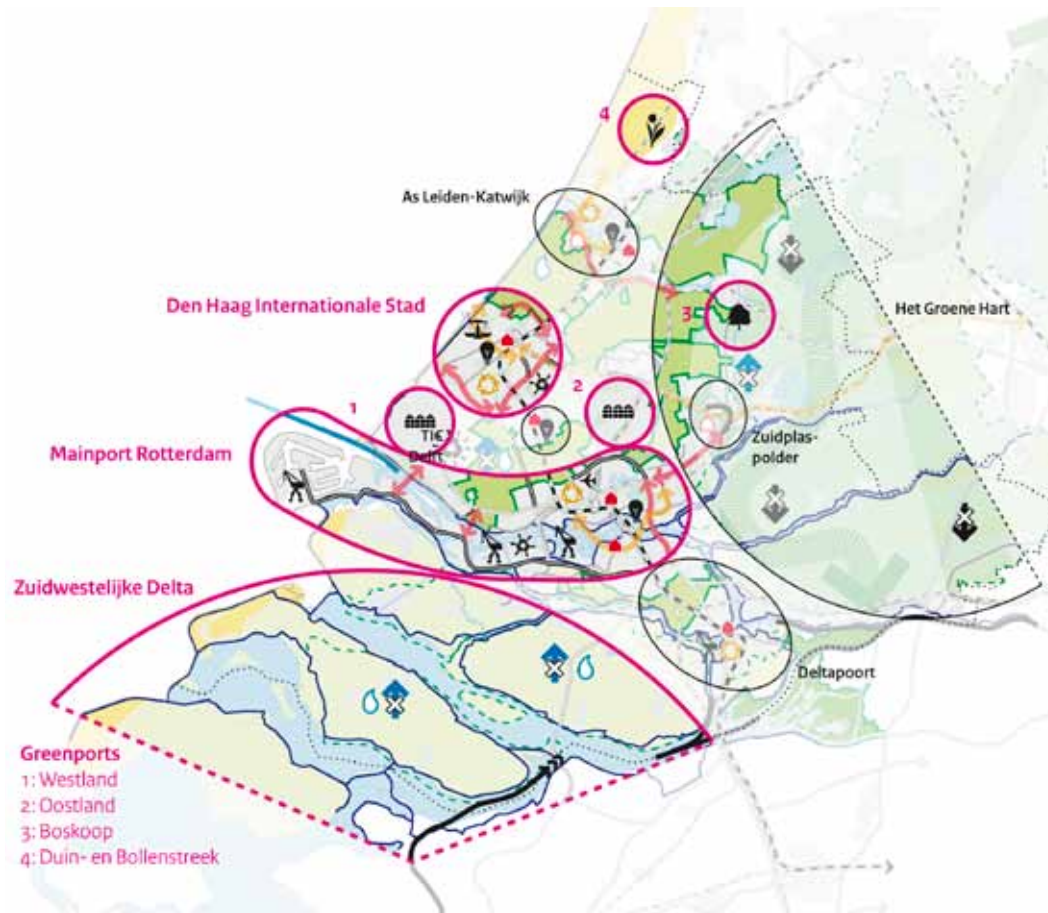 4
As Leiden-Katwijk
Den Haag Internationale Stad
3
Het Groene Hart
1
2
Mainport Rotterdam
Delft
Zuidplas-
polder
Zuidwestelijke Delta
Deltapoort
Greenports
1: Westland
2: Oostland
3: Boskoop
4: Duin- en Bollenstreek